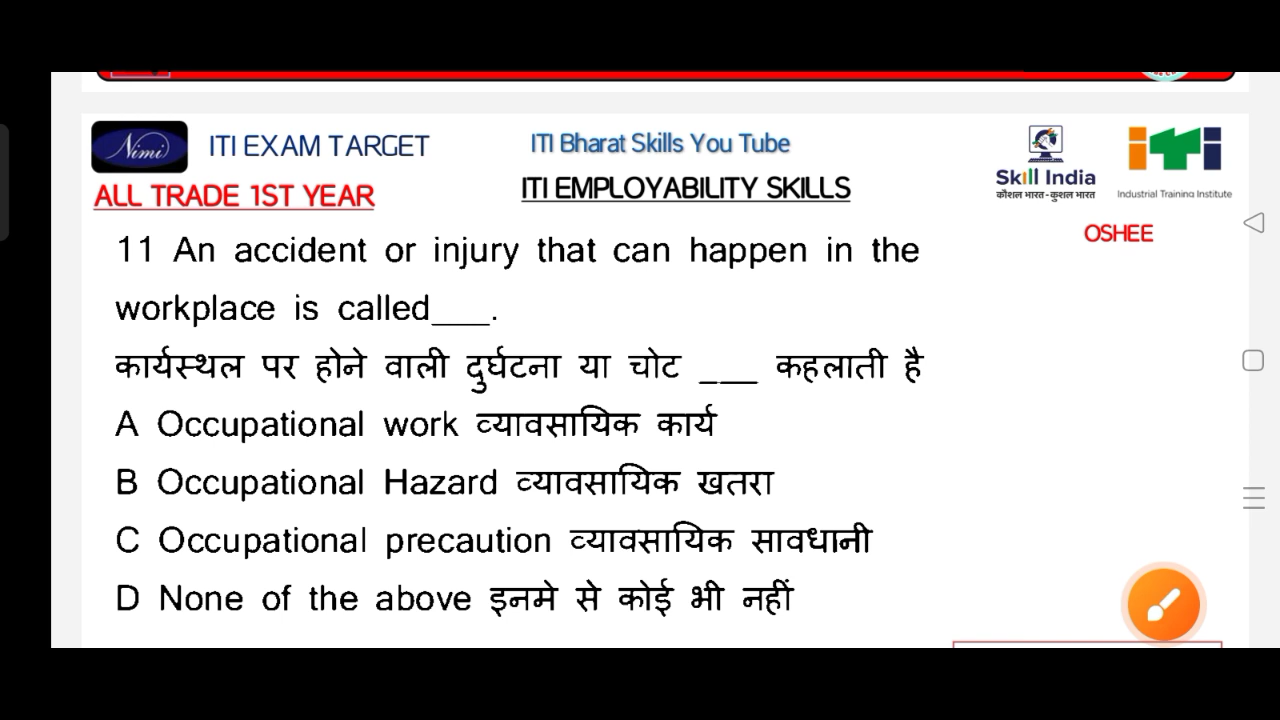 Nimi
ITI EXAM TARGET
ITI Bharat Skills You Tube
Skill India
कौशल भारत-कुशल भारत
iTi
Industrial Training Institute
ALL TRADE 1ST YEAR
ITI EMPLOYABILITY SKILLS
OSHEE
11 An accident or injury that can happen in the
workplace is called___.
कार्यस्थल पर होने वाली दुर्घटना या चोट ___ कहलाती है
A Occupational work व्यावसायिक कार्य
B Occupational Hazard व्यावसायिक खतरा
C Occupational precaution व्यावसायिक सावधानी
D None of the above इनमे से कोई भी नहीं